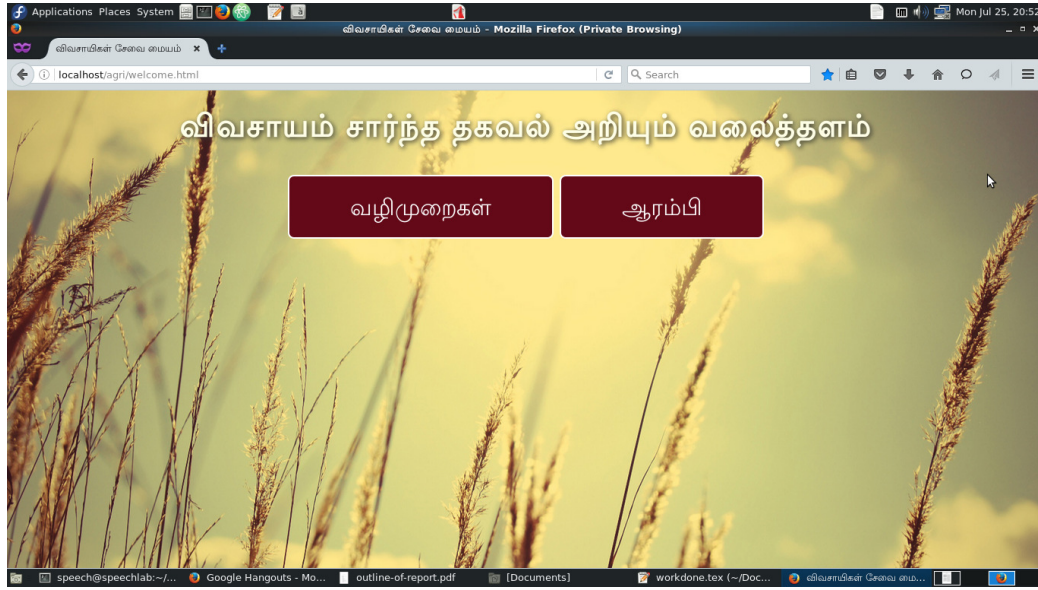 Applications Places System Mon Jul 25, 20:52
விவசாயிகள் சேவை மையம் - Mozilla Firefox (Private Browsing)
விவசாயிகள் சேவை மையம்
localhost/agri/welcome.html Search
விவசாயம் சார்ந்த தகவல் அறியும் வலைத்தளம்
வழிமுறைகள் ஆரம்பி
speech@speechlab:~/... Google Hangouts - Mo... outline-of-report.pdf [Documents] workdone.tex (~/Doc... விவசாயிகள் சேவை மை...